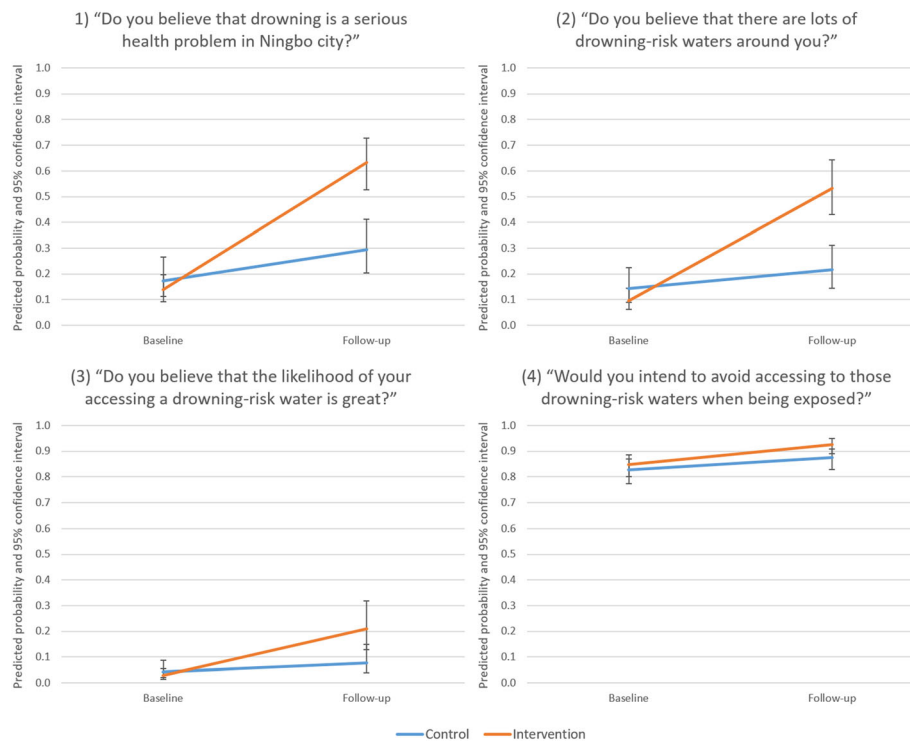 1) “Do you believe that drowning is a serious
health problem in Ningbo city?”
Predicted probability and 95% confidence interval
1.0
0.9
0.8
0.7
0.6
0.5
0.4
0.3
0.2
0.1
0.0
Baseline
Follow-up
(2) “Do you believe that there are lots of
drowning-risk waters around you?”
Predicted probability and 95% confidence interval
1.0
0.9
0.8
0.7
0.6
0.5
0.4
0.3
0.2
0.1
0.0
Baseline
Follow-up
(3) “Do you believe that the likelihood of your
accessing a drowning-risk water is great?”
Predicted probability and 95% confidence interval
1.0
0.9
0.8
0.7
0.6
0.5
0.4
0.3
0.2
0.1
0.0
Baseline
Follow-up
(4) “Would you intend to avoid accessing to those
drowning-risk waters when being exposed?”
Predicted probability and 95% confidence interval
1.0
0.9
0.8
0.7
0.6
0.5
0.4
0.3
0.2
0.1
0.0
Baseline
Follow-up
Control
Intervention